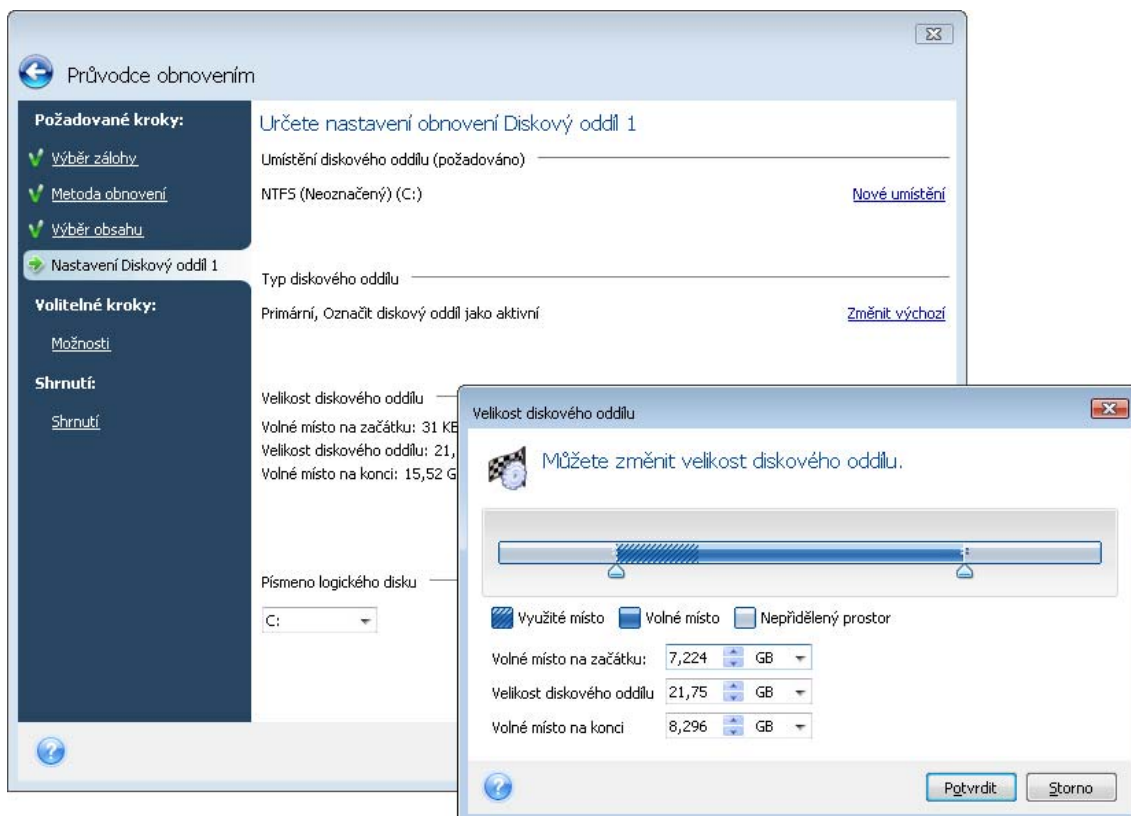 Průvodce obnovením
Požadované kroky:
Výběr zálohy
Metoda obnovení
Výběr obsahu
Nastavení Diskový oddíl 1
Volitelné kroky:
Možnosti
Shrnutí:
Shrnutí
Určete nastavení obnovení Diskový oddíl 1
Umístění diskového oddílu (požadováno)
NTFS (Neoznačený) (C:)
Nové umístění
Typ diskového oddílu
Primární, Označit diskový oddíl jako aktivní
Změnit výchozí
Velikost diskového oddílu
Volné místo na začátku: 31 KB
Velikost diskového oddílu: 21,
Volné místo na konci: 15,52 G
Písmeno logického disku
C:
Velikost diskového oddílu
Můžete změnit velikost diskového oddílu.
Využité místo Volné místo Nepřidělený prostor
Volné místo na začátku: 7,224 GB
Velikost diskového oddílu 21,75 GB
Volné místo na konci 8,296 GB
Potvrdit Storno